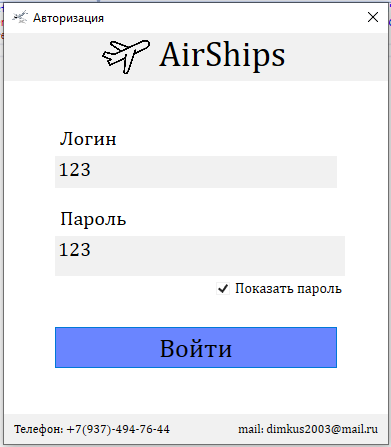 Авторизация
AirShips
Логин
123
Пароль
123
Показать пароль
Войти
Телефон: +7(937)-494-76-44 mail: dimkus2003@mail.ru